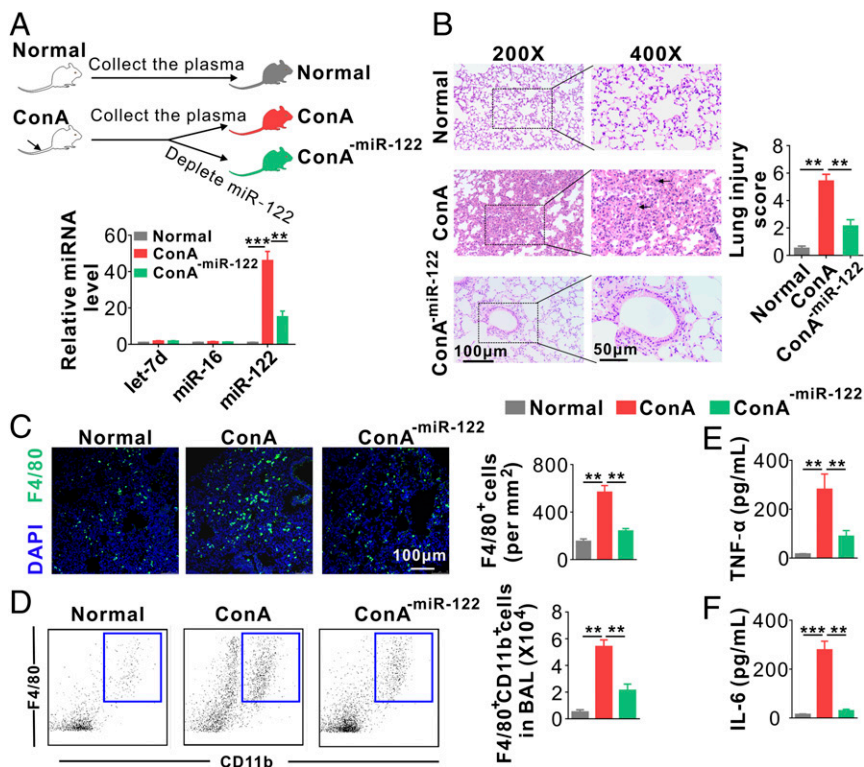 A
Normal
Collect the plasma
Normal
ConA
Collect the plasma
ConA
Deplete miR-122
ConA-miR-122
Relative miRNA
level
60
40
20
0
Normal
ConA
ConA-miR-122
***
**
let-7d
miR-16
miR-122
B
200X
400X
Normal
ConA
ConA-miR-122
100μm
50μm
Lung injury
score
8
6
4
2
0
**
**
Normal
ConA
ConA-miR-122
Normal
ConA
ConA-miR-122
C
Normal
ConA
ConA-miR-122
DAPI F4/80
100μm
F4/80+cells
(per mm2)
800
400
0
**
**
D
Normal
ConA
ConA-miR-122
F4/80
CD11b
F4/80+CD11b+cells
in BAL (X104)
8
6
4
2
0
**
**
E
TNF-α (pg/mL)
400
200
0
**
**
F
IL-6 (pg/mL)
400
200
0
***
**